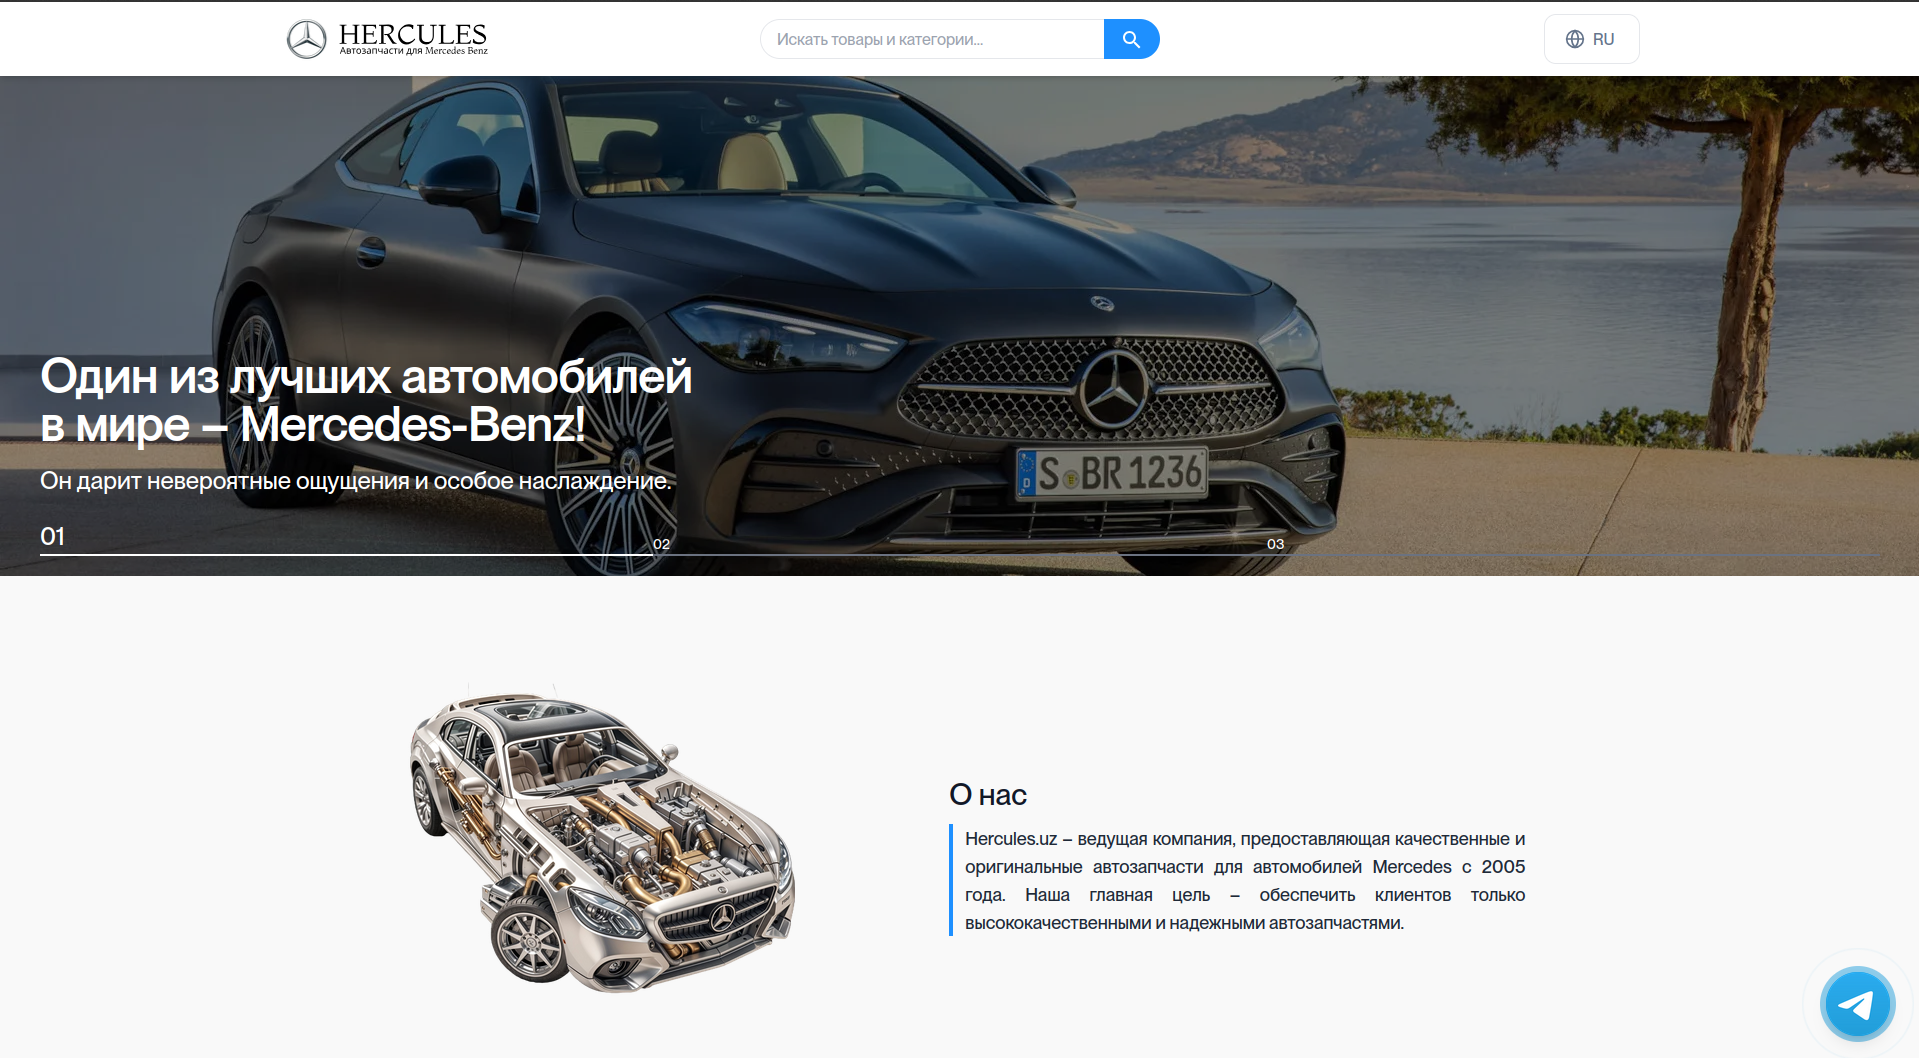 HERCULES
Автозапчасти для Mercedes Benz
Искать товары и категории...
RU
Один из лучших автомобилей
в мире – Mercedes-Benz!
Он дарит невероятные ощущения и особое наслаждение.
01
02
03
S BR 1236
D
О нас
Hercules.uz – ведущая компания, предоставляющая качественные и
оригинальные автозапчасти для автомобилей Mercedes с 2005
года. Наша главная цель – обеспечить клиентов только
высококачественными и надежными автозапчастями.